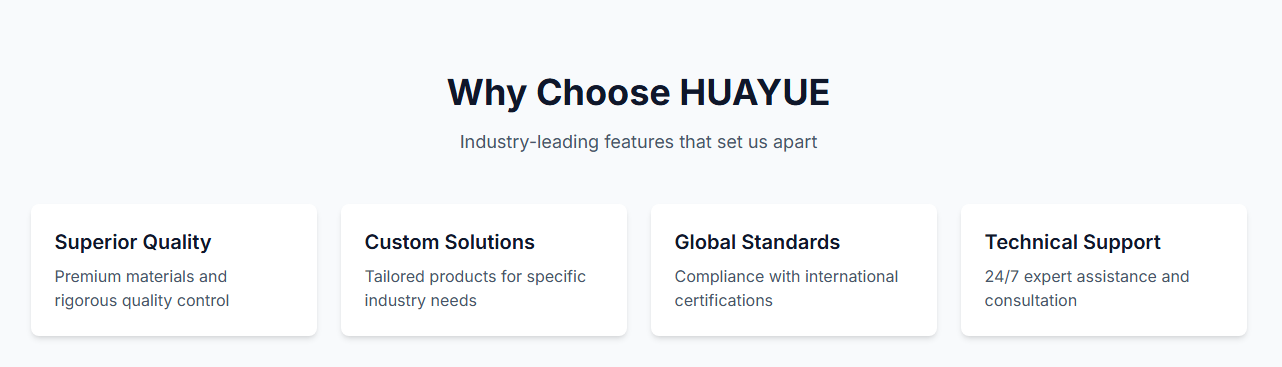 Why Choose HUAYUE
Industry-leading features that set us apart
Superior Quality
Premium materials and
rigorous quality control
Custom Solutions
Tailored products for specific
industry needs
Global Standards
Compliance with international
certifications
Technical Support
24/7 expert assistance and
consultation